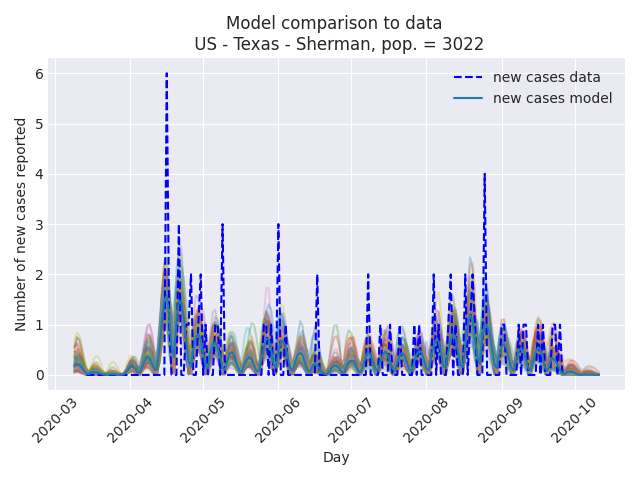 Model comparison to data
US - Texas - Sherman, pop. = 3022
Number of new cases reported
6
5
4
3
2
1
0
new cases data
new cases model
2020-03
2020-04
2020-05
2020-06
2020-07
2020-08
2020-09
2020-10
Day